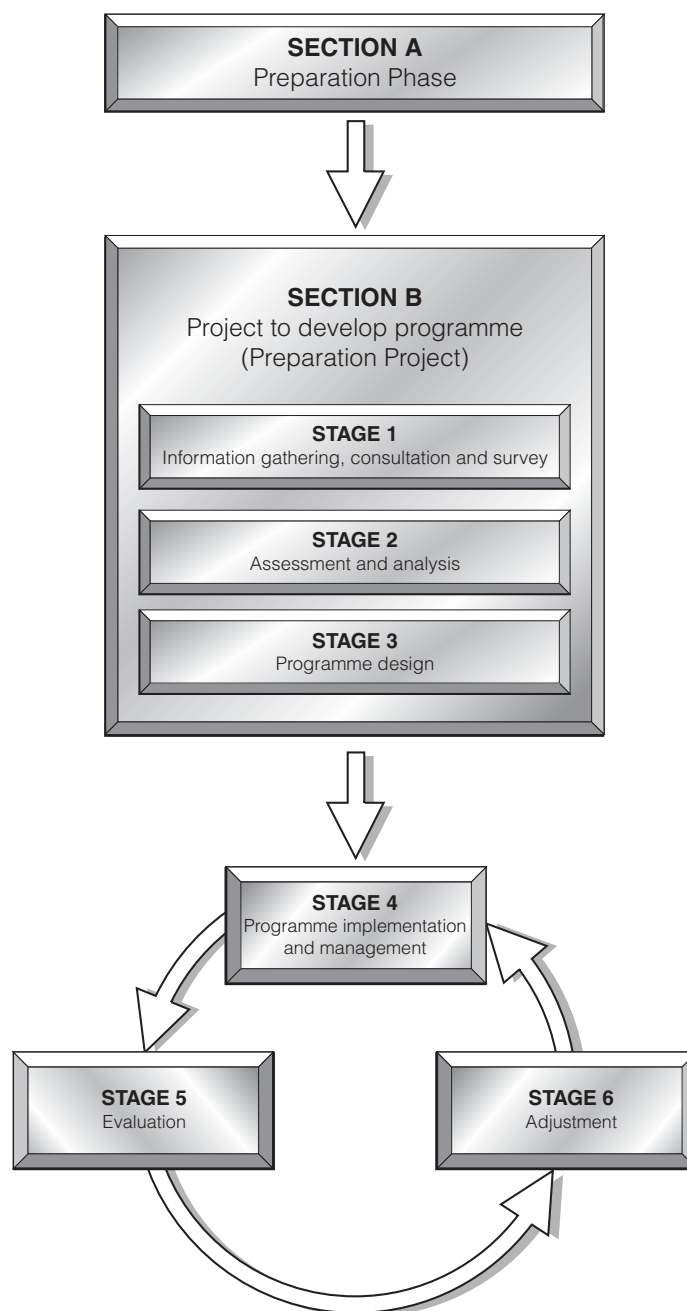 SECTION A
Preparation Phase
SECTION B
Project to develop programme
(Preparation Project)
STAGE 1
Information gathering, consultation and survey
STAGE 2
Assessment and analysis
STAGE 3
Programme design
STAGE 4
Programme implementation
and management
STAGE 5
Evaluation
STAGE 6
Adjustment